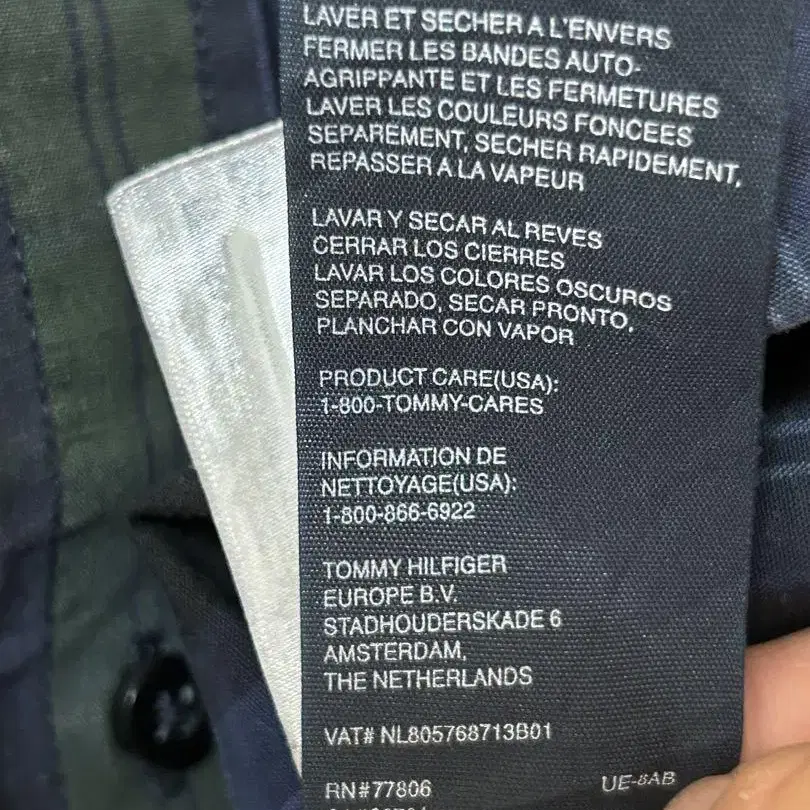 LAVER ET SECHER A L'ENVERS
FERMER LES BANDES AUTO-
AGRIPPANTE ET LES FERMETURES
LAVER LES COULEURS FONCEES
SEPAREMENT, SECHER RAPIDEMENT,
REPASSER A LA VAPEUR
LAVAR Y SECAR AL REVES
CERRAR LOS CIERRES
LAVAR LOS COLORES OSCUROS
SEPARADO, SECAR PRONTO,
PLANCHAR CON VAPOR
PRODUCT CARE(USA):
1-800-TOMMY-CARES
INFORMATION DE
NETTOYAGE(USA):
1-800-866-6922
TOMMY HILFIGER
EUROPE B.V.
STADHOUDERSKADE 6
AMSTERDAM,
THE NETHERLANDS
VAT# NL805768713B01
RN#77806
UE-8AB